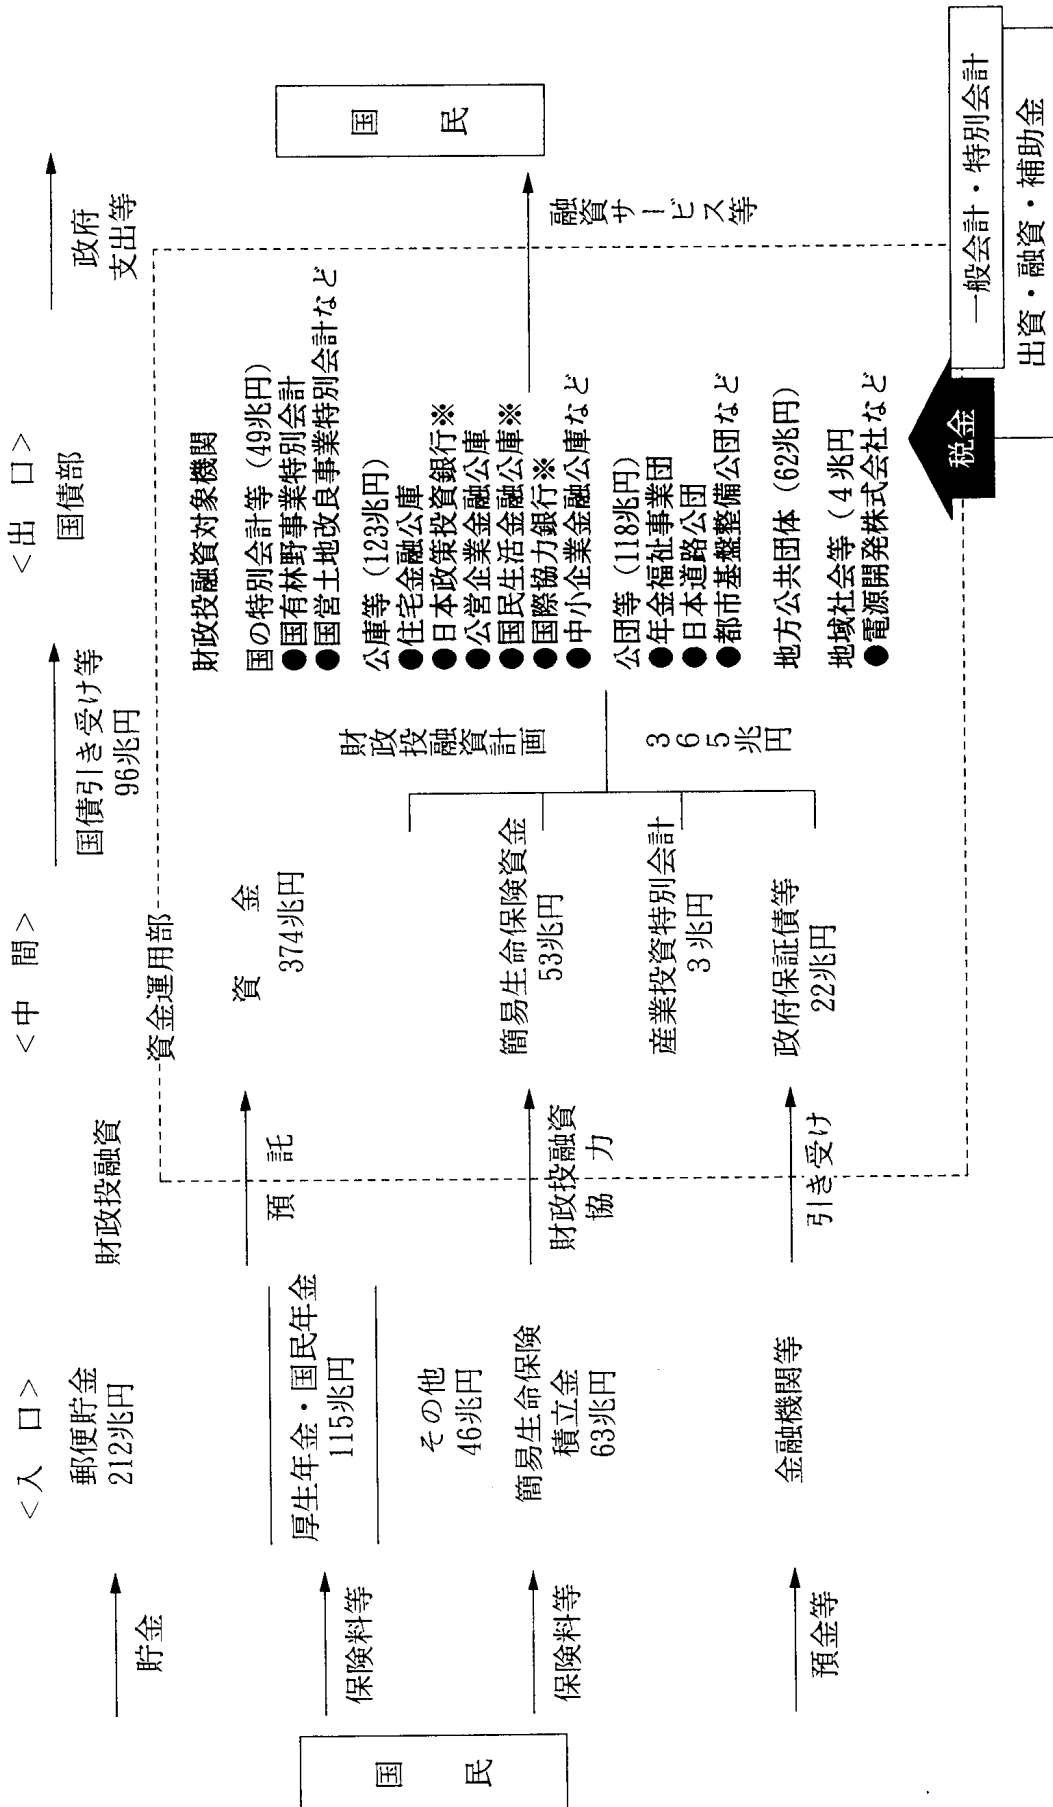 <入　口>
<中　間>
<出　口>
国　民
貯金
保険料等
保険料等
預金等
郵便貯金
212兆円
厚生年金・国民年金
115兆円
その他
46兆円
簡易生命保険
積立金
63兆円
金融機関等
財政投融資
預　託
財政投融資
協　力
引き受け
資金運用部
資　金
374兆円
簡易生命保険資金
53兆円
産業投資特別会計
３兆円
政府保証債等
22兆円
国債引き受け等
96兆円
財政投融資計画
３６５兆円
国債部
財政投融資対象機関
国の特別会計等（49兆円）
●国有林野事業特別会計
●国営土地改良事業特別会計など
公庫等（123兆円）
●住宅金融公庫
●日本政策投資銀行※
●公営企業金融公庫
●国民生活金融公庫※
●国際協力銀行※
●中小企業金融公庫など
公団等（118兆円）
●年金福祉事業団
●日本道路公団
●都市基盤整備公団など
地方公共団体（62兆円）
地域社会等（４兆円
●電源開発株式会社など
政府
支出等
融資サービス等
国　民
税金
一般会計・特別会計
出資・融資・補助金